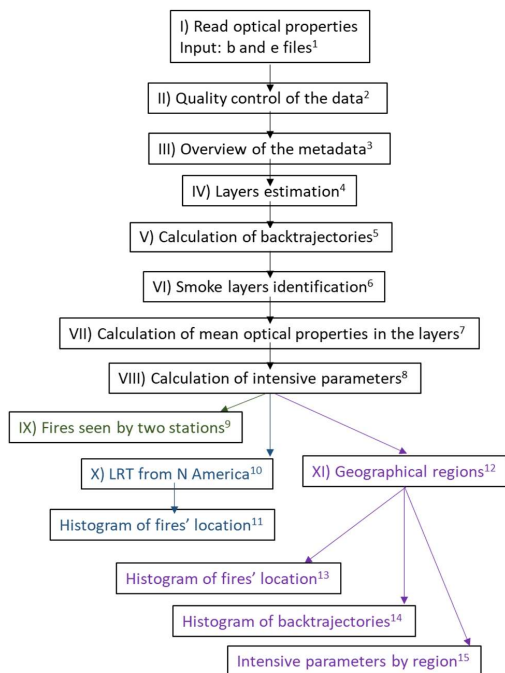 I) Read optical properties
Input: b and e files¹
II) Quality control of the data²
III) Overview of the metadata³
IV) Layers estimation⁴
V) Calculation of backtrajectories⁵
VI) Smoke layers identification⁶
VII) Calculation of mean optical properties in the layers⁷
VIII) Calculation of intensive parameters⁸
IX) Fires seen by two stations⁹
X) LRT from N America¹⁰
XI) Geographical regions¹²
Histogram of fires’ location¹¹
Histogram of fires’ location¹³
Histogram of backtrajectories¹⁴
Intensive parameters by region¹⁵